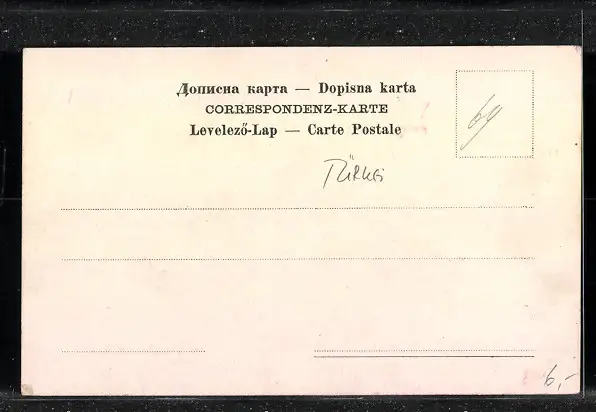 Дописна карта — Dopisna karta
CORRESPONDENZ-KARTE
Levelező-Lap — Carte Postale
Türkei
6,-